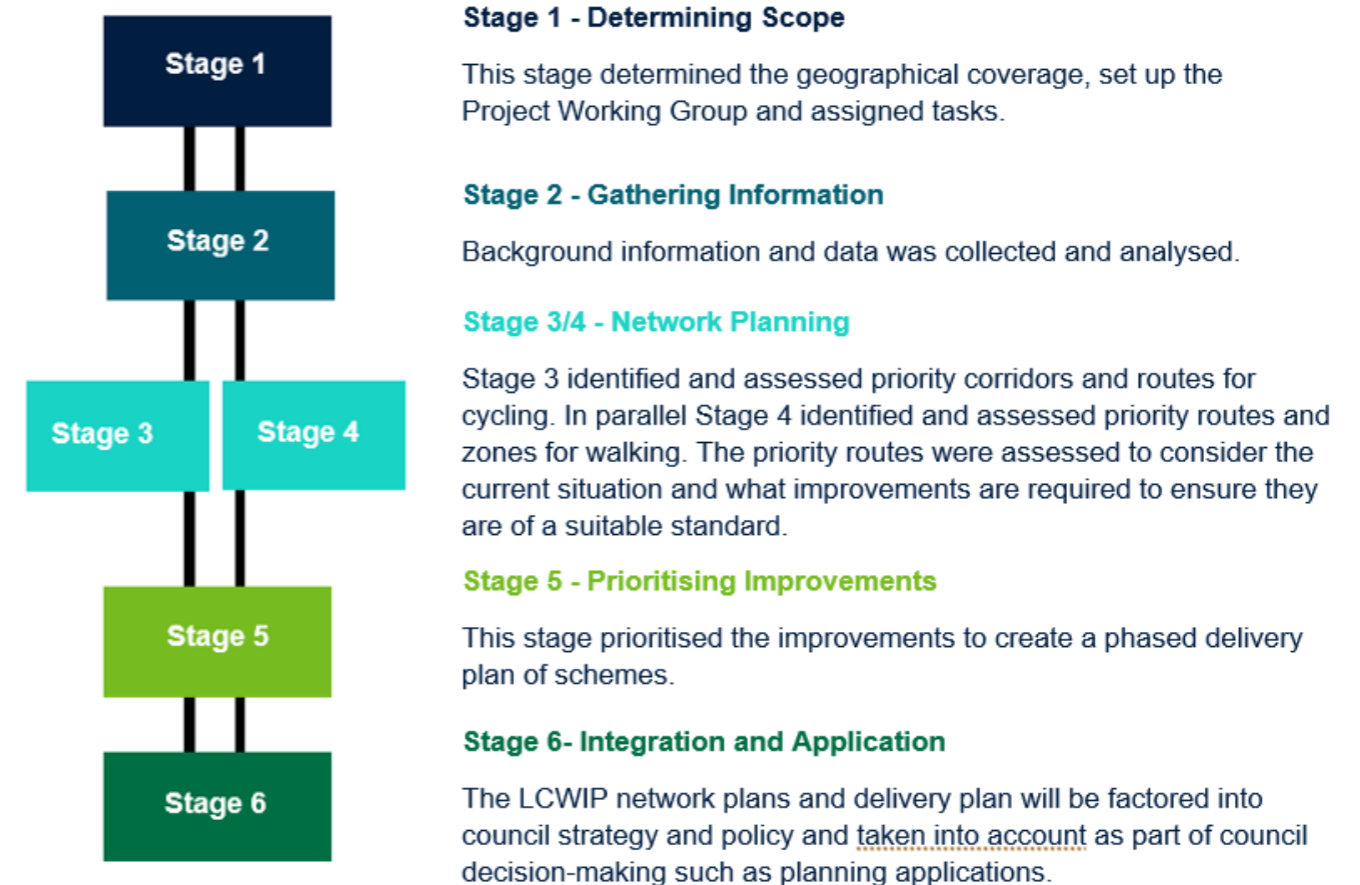 Stage 1
Stage 1 - Determining Scope
This stage determined the geographical coverage, set up the
Project Working Group and assigned tasks.
Stage 2
Stage 2 - Gathering Information
Background information and data was collected and analysed.
Stage 3
Stage 4
Stage 3/4 - Network Planning
Stage 3 identified and assessed priority corridors and routes for
cycling. In parallel Stage 4 identified and assessed priority routes and
zones for walking. The priority routes were assessed to consider the
current situation and what improvements are required to ensure they
are of a suitable standard.
Stage 5
Stage 5 - Prioritising Improvements
This stage prioritised the improvements to create a phased delivery
plan of schemes.
Stage 6
Stage 6- Integration and Application
The LCWIP network plans and delivery plan will be factored into
council strategy and policy and taken into account as part of council
decision-making such as planning applications.